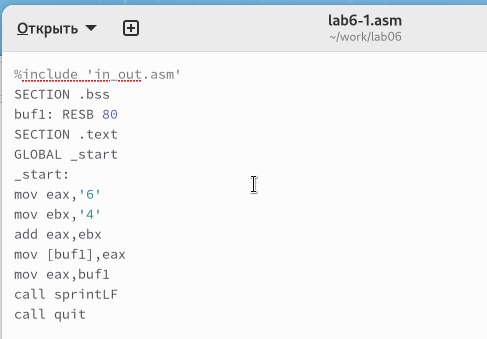 Открыть
lab6-1.asm
~/work/lab06
%include 'in_out.asm'
SECTION .bss
buf1: RESB 80
SECTION .text
GLOBAL _start
_start:
mov eax,'6'
mov ebx,'4'
add eax,ebx
mov [buf1],eax
mov eax,buf1
call sprintLF
call quit